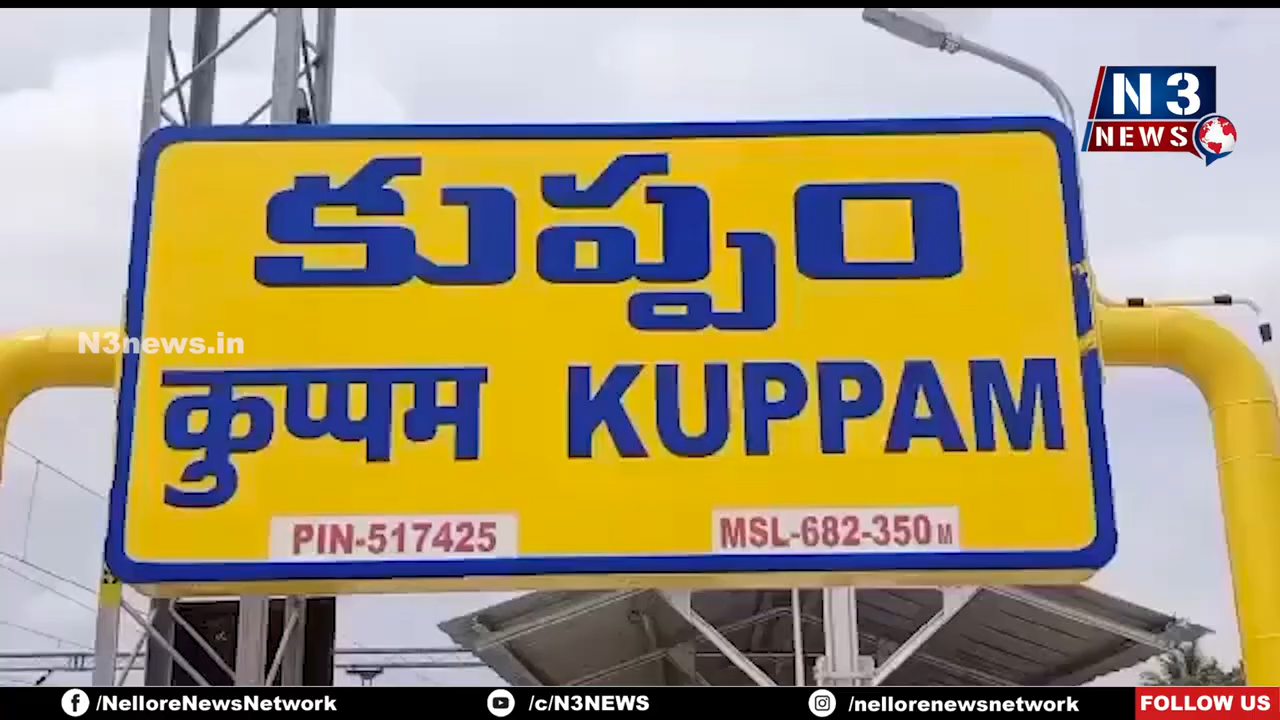 N3
NEWS
కుప్పం
N3news.in
कुप्पम KUPPAM
PIN-517425 MSL-682-350 M
/NelloreNewsNetwork /c/N3NEWS /nellorenewsnetwork FOLLOW US